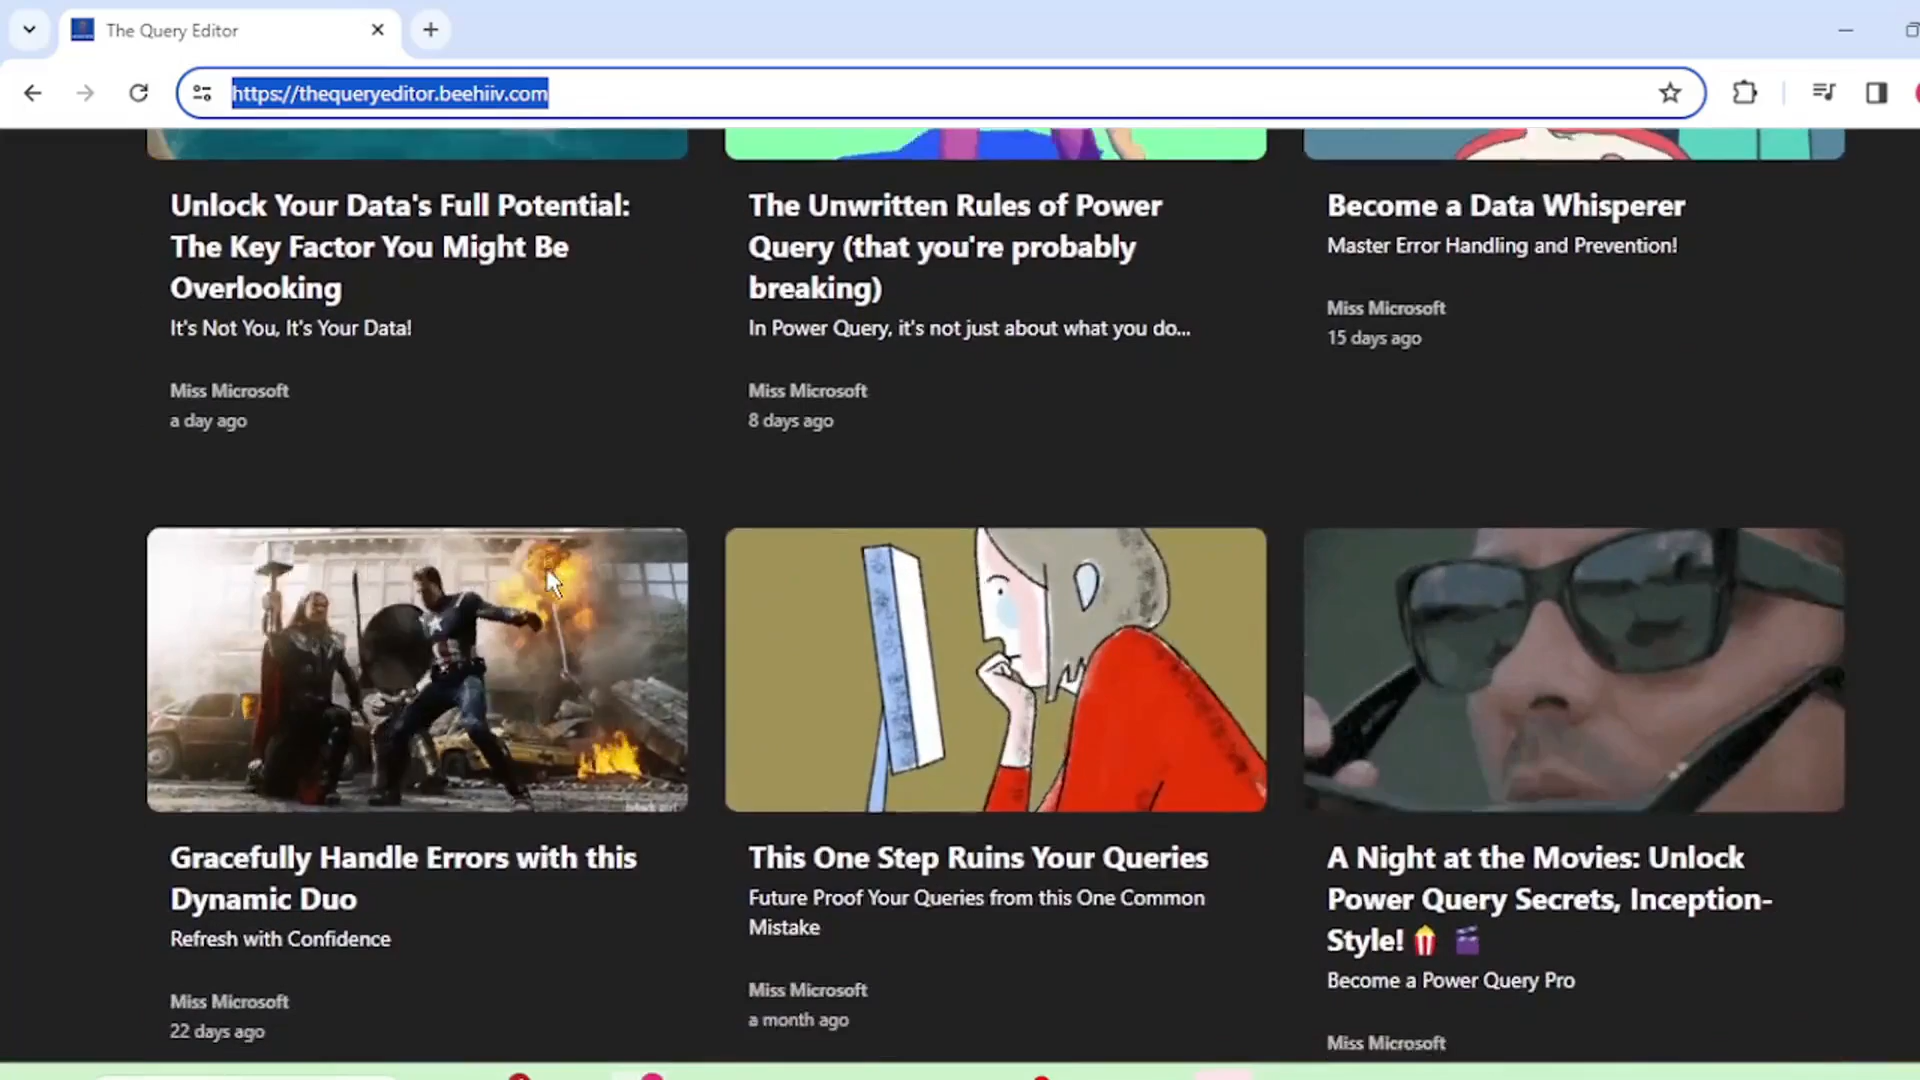 The Query Editor
https://thequeryeditor.beehiiv.com
Unlock Your Data's Full Potential:
The Key Factor You Might Be
Overlooking
It's Not You, It's Your Data!
Miss Microsoft
a day ago
The Unwritten Rules of Power
Query (that you're probably
breaking)
In Power Query, it's not just about what you do...
Miss Microsoft
8 days ago
Become a Data Whisperer
Master Error Handling and Prevention!
Miss Microsoft
15 days ago
Gracefully Handle Errors with this
Dynamic Duo
Refresh with Confidence
Miss Microsoft
22 days ago
This One Step Ruins Your Queries
Future Proof Your Queries from this One Common
Mistake
Miss Microsoft
a month ago
A Night at the Movies: Unlock
Power Query Secrets, Inception-
Style! 🍿 🎬
Become a Power Query Pro
Miss Microsoft